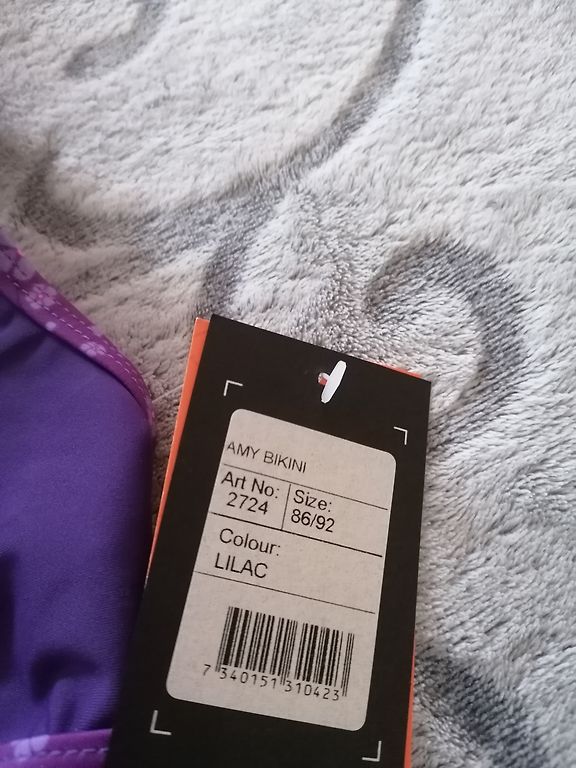 AMY BIKINI
Art No: Size:
2724 86/92
Colour:
LILAC
7 340151 310423